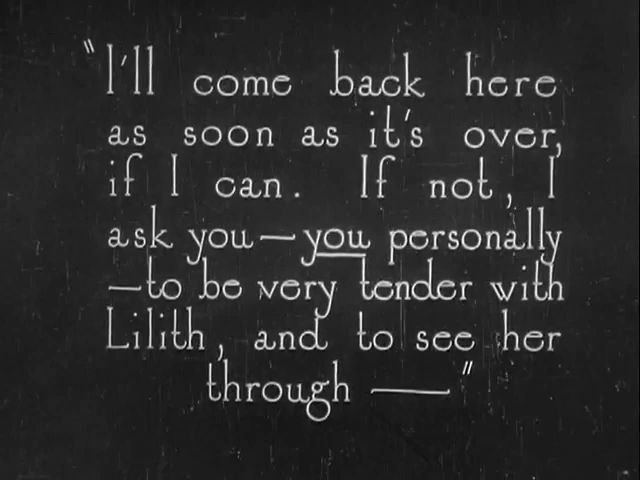 "I'll come back here
as soon as it's over,
if I can. If not, I
ask you—you personally
—to be very tender with
Lilith, and to see her
through —"